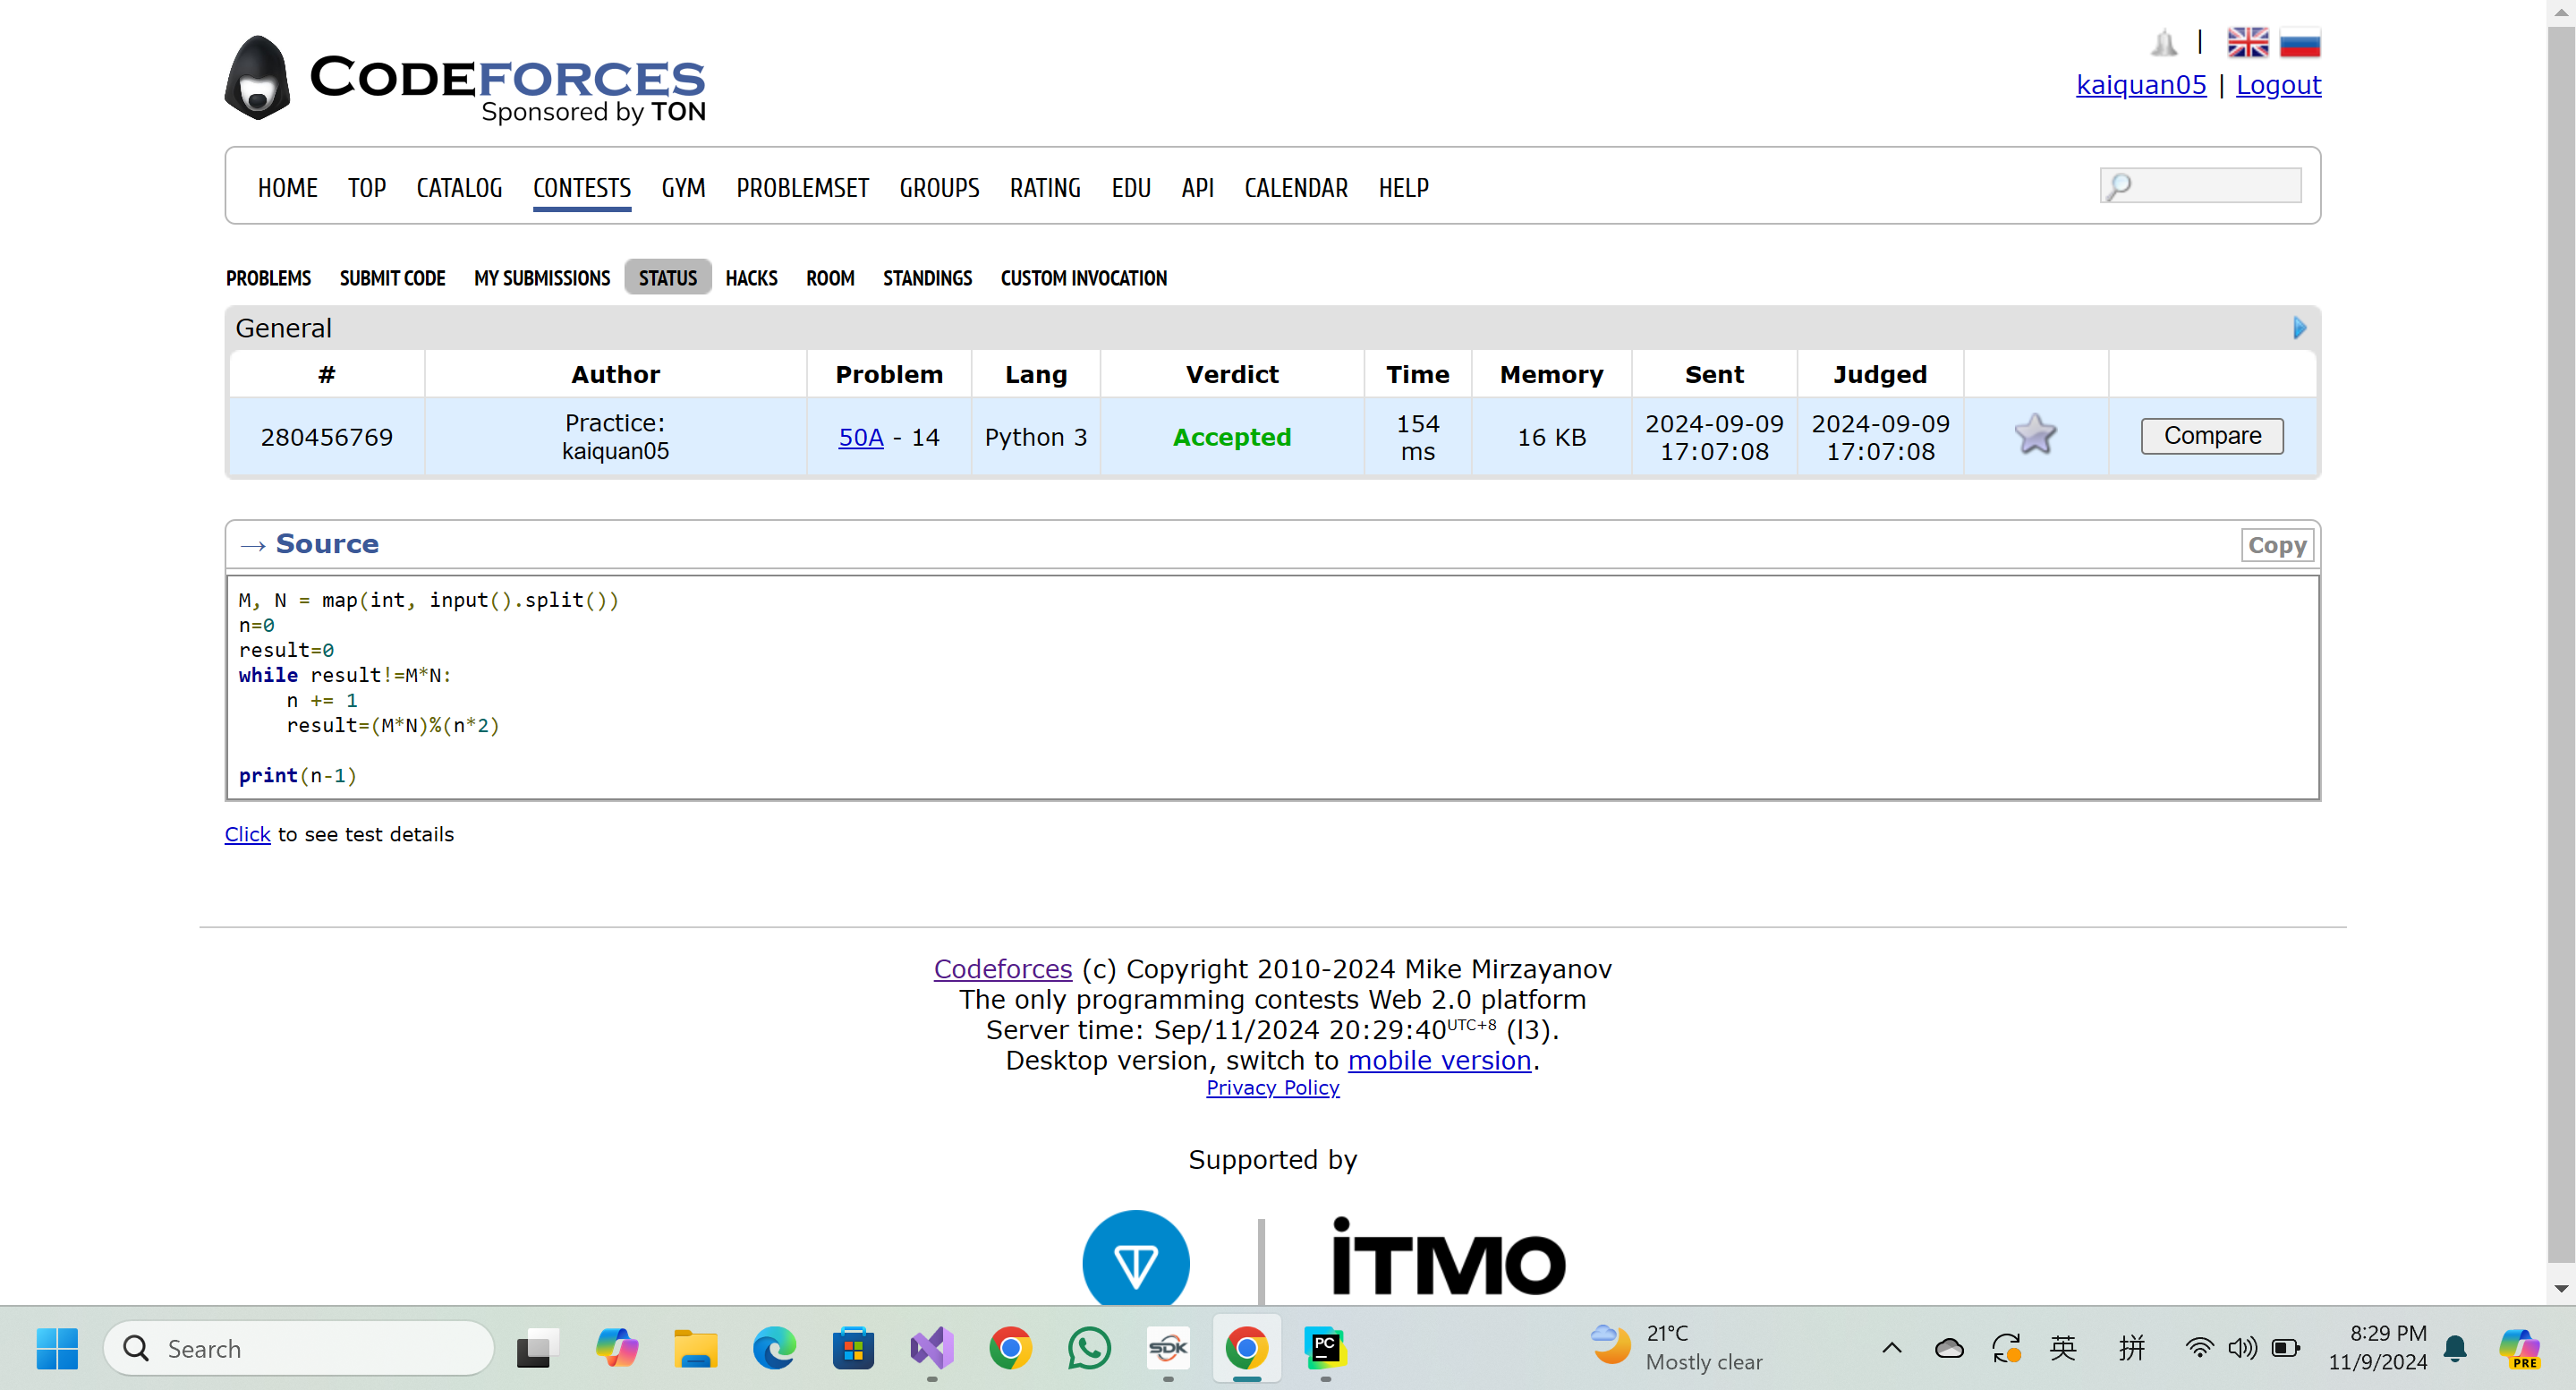 CODEFORCES
Sponsored by TON
|
kaiquan05 | Logout
HOME TOP CATALOG CONTESTS GYM PROBLEMSET GROUPS RATING EDU API CALENDAR HELP
PROBLEMS SUBMIT CODE MY SUBMISSIONS STATUS HACKS ROOM STANDINGS CUSTOM INVOCATION
General
# Author Problem Lang Verdict Time Memory Sent Judged
280456769 Practice: kaiquan05 50A - 14 Python 3 Accepted 154 ms 16 KB 2024-09-09 17:07:08 2024-09-09 17:07:08 Compare
→ Source
Copy
M, N = map(int, input().split())
n=0
result=0
while result!=M*N:
    n += 1
    result=(M*N)%(n*2)
print(n-1)
Click to see test details
Codeforces (c) Copyright 2010-2024 Mike Mirzayanov
The only programming contests Web 2.0 platform
Server time: Sep/11/2024 20:29:40UTC+8 (l3).
Desktop version, switch to mobile version.
Privacy Policy
Supported by
iTMO
Search
SDK
PC
21°C
Mostly clear
英
拼
8:29 PM
11/9/2024
PRE